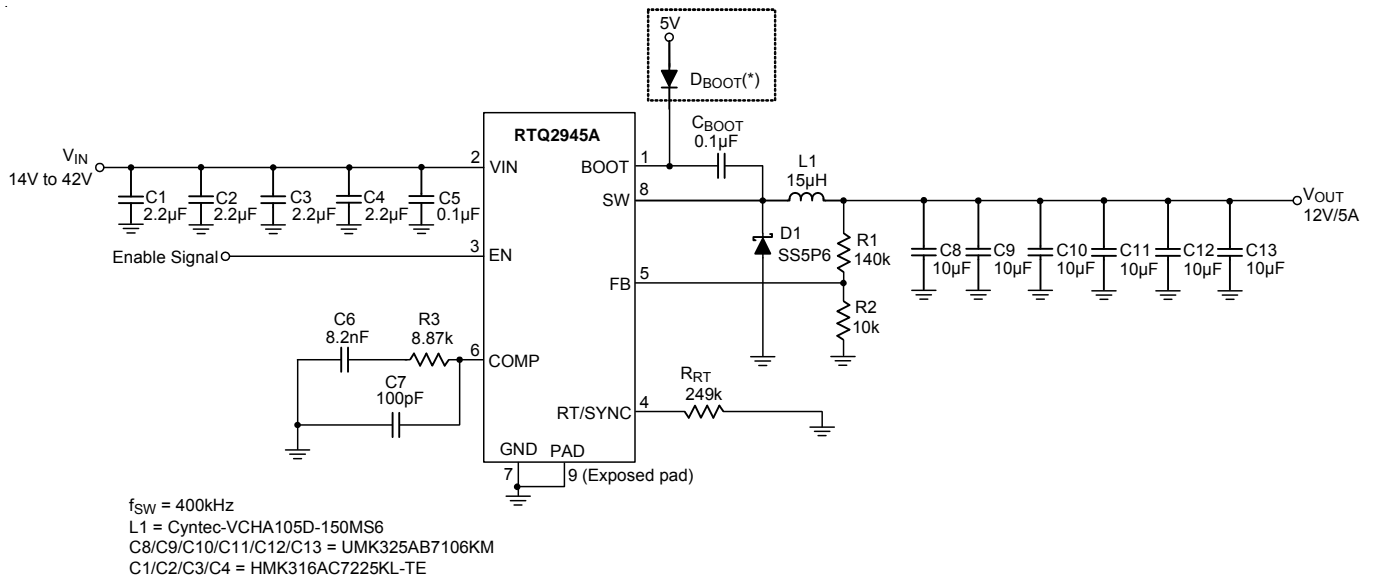 5V
DBOOT(*)
RTQ2945A
CBOOT
0.1µF
VIN
14V to 42V
2
VIN
BOOT
1
L1
15µH
SW
8
VOUT
12V/5A
C1
2.2µF
C2
2.2µF
C3
2.2µF
C4
2.2µF
C5
0.1µF
Enable Signal
3
EN
D1
SS5P6
R1
140k
C8
10µF
C9
10µF
C10
10µF
C11
10µF
C12
10µF
C13
10µF
FB
5
R2
10k
C6
8.2nF
R3
8.87k
6
COMP
C7
100pF
RRT
249k
RT/SYNC
4
GND
PAD
7
9 (Exposed pad)
fSW = 400kHz
L1 = Cyntec-VCHA105D-150MS6
C8/C9/C10/C11/C12/C13 = UMK325AB7106KM
C1/C2/C3/C4 = HMK316AC7225KL-TE